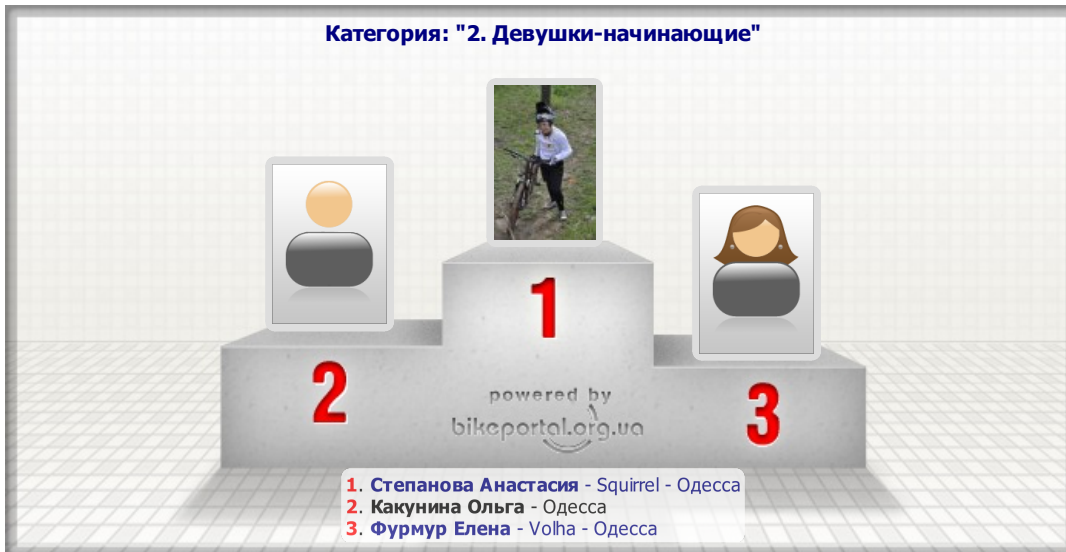 Категория: "2. Девушки-начинающие"
1
2
3
powered by
bikeportal.org.ua
1. Степанова Анастасия - Squirrel - Одесса
2. Какунина Ольга - Одесса
3. Фурмур Елена - Volha - Одесса